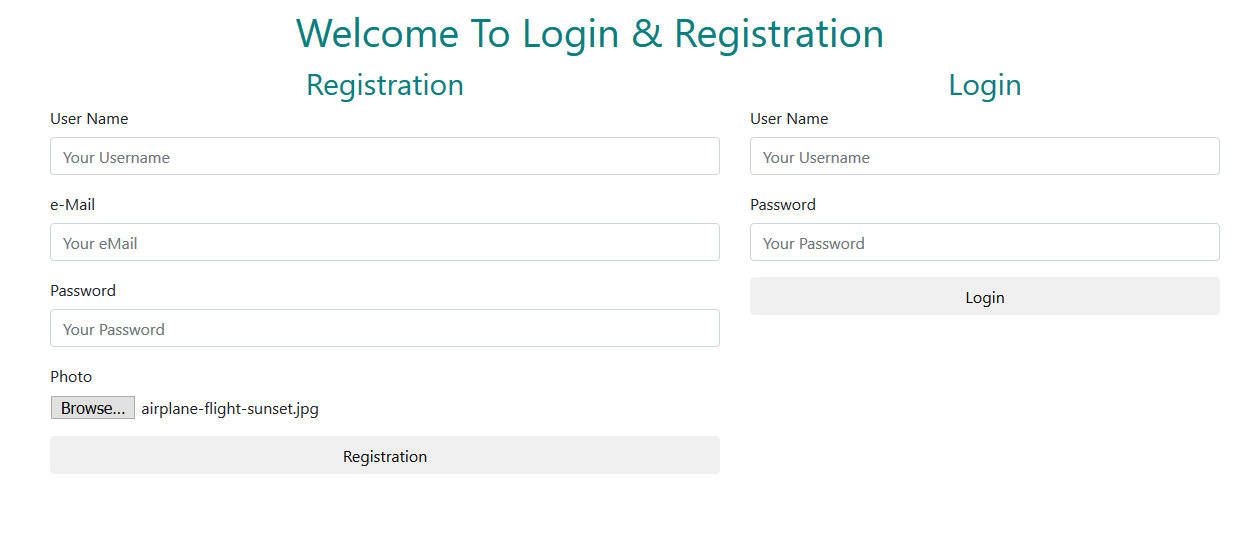 Welcome To Login & Registration
Registration
User Name
Your Username
e-Mail
Your eMail
Password
Your Password
Photo
Browse... airplane-flight-sunset.jpg
Registration
Login
User Name
Your Username
Password
Your Password
Login